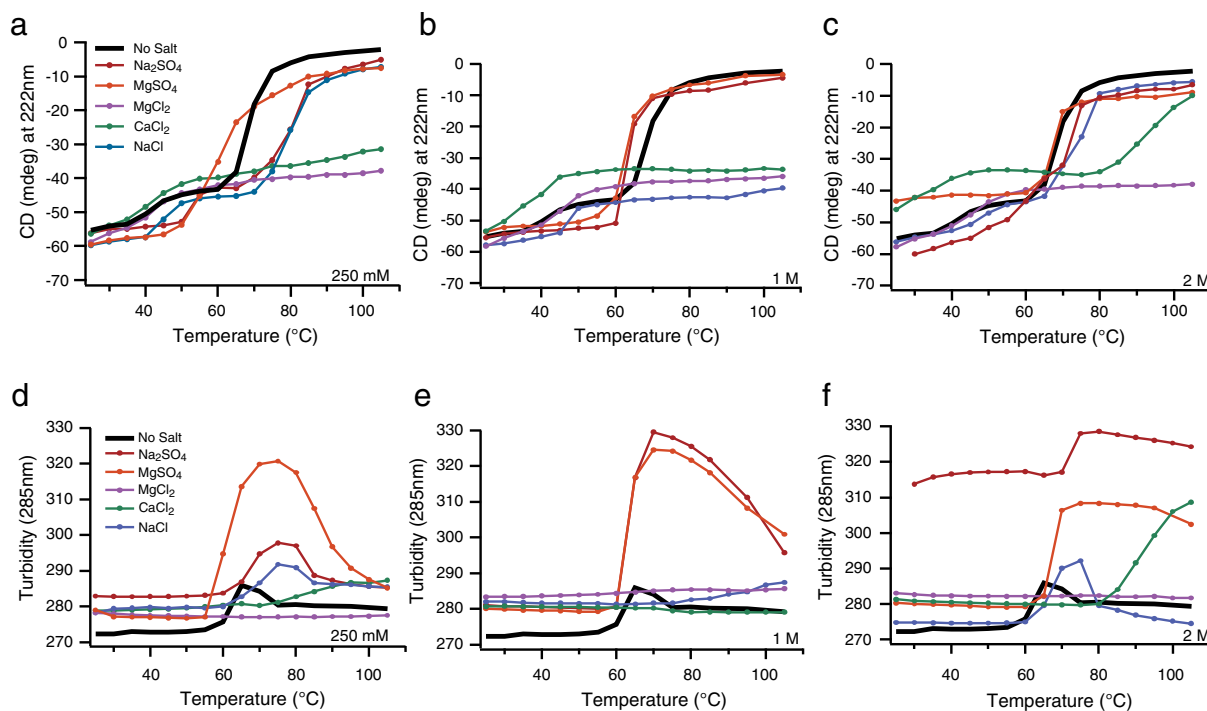 a
CD (mdeg) at 222nm
0
-10
-20
-30
-40
-50
-60
-70
No Salt
Na₂SO₄
MgSO₄
MgCl₂
CaCl₂
NaCl
250 mM
40 60 80 100
Temperature (°C)
b
CD (mdeg) at 222nm
0
-10
-20
-30
-40
-50
-60
-70
1 M
40 60 80 100
Temperature (°C)
c
CD (mdeg) at 222nm
0
-10
-20
-30
-40
-50
-60
-70
2 M
40 60 80 100
Temperature (°C)
d
Turbidity (285nm)
330
320
310
300
290
280
270
No Salt
Na₂SO₄
MgSO₄
MgCl₂
CaCl₂
NaCl
250 mM
40 60 80 100
Temperature (°C)
e
Turbidity (285nm)
330
320
310
300
290
280
270
1 M
40 60 80 100
Temperature (°C)
f
Turbidity (285nm)
330
320
310
300
290
280
270
2 M
40 60 80 100
Temperature (°C)